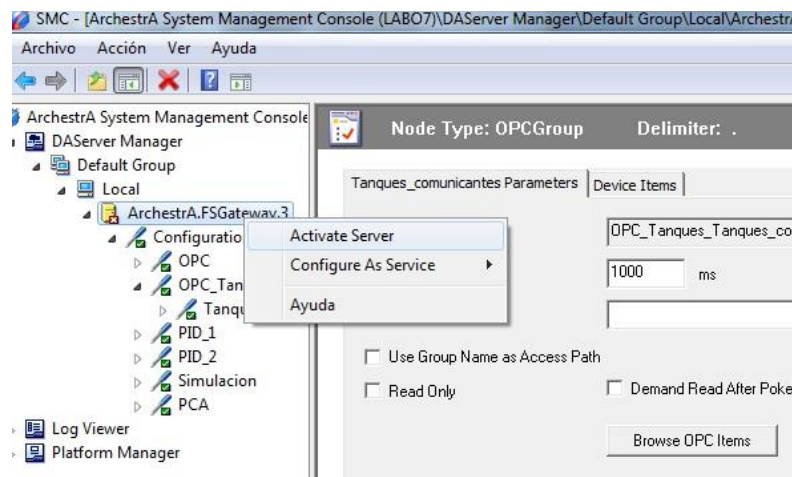 SMC - [ArchestrA System Management Console (LABO7)\DAServer Manager\Default Group\Local\Archestr
Archivo Acción Ver Ayuda
ArchestrA System Management Console
DAServer Manager
Default Group
Local
ArchestrA.FSGateway.3
Configuratio
OPC
OPC_Tan
Tanqu
PID_1
PID_2
Simulacion
PCA
Log Viewer
Platform Manager
Activate Server
Configure As Service
Ayuda
Node Type: OPCGroup Delimiter: .
Tanques_comunicantes Parameters Device Items
OPC_Tanques_Tanques_co
1000 ms
Use Group Name as Access Path
Read Only Demand Read After Poke
Browse OPC Items